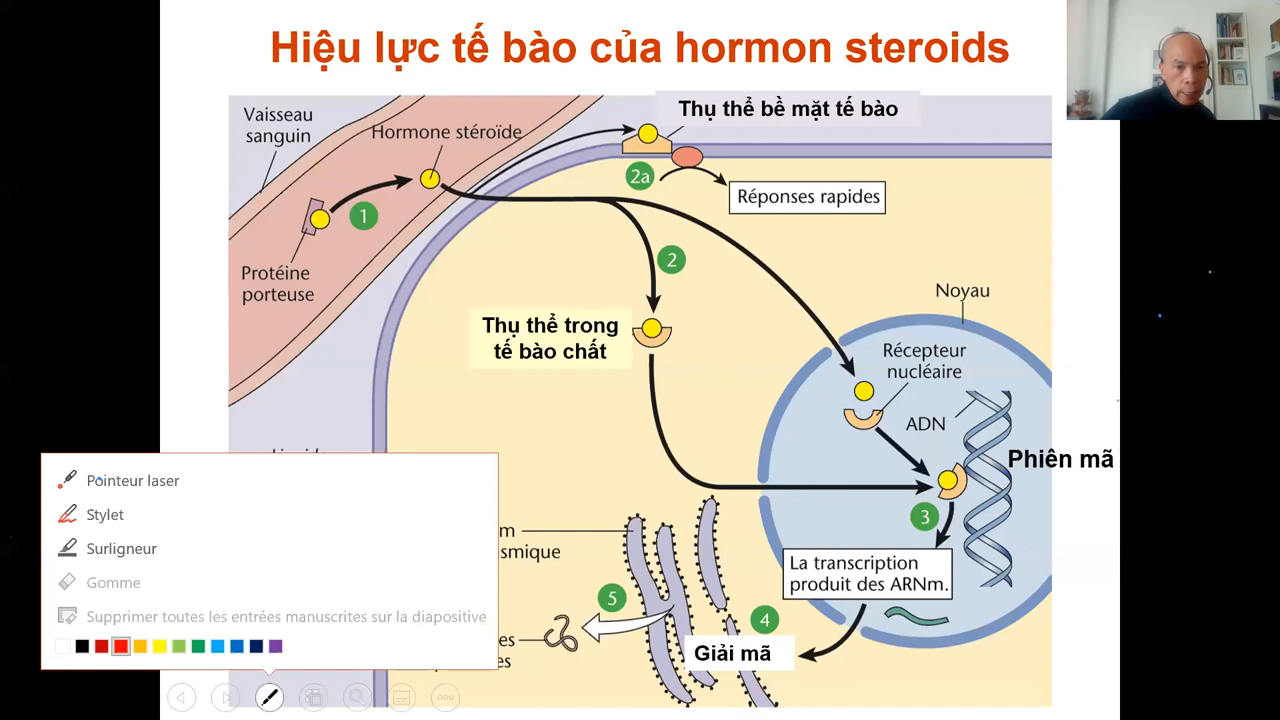 Hiệu lực tế bào của hormon steroids
Vaisseau
sanguin
Hormone stéroïde
Thụ thể bề mặt tế bào
2a
Réponses rapides
1
Protéine
porteuse
2
Thụ thể trong
tế bào chất
Noyau
Récepteur
nucléaire
ADN
Phiên mã
3
La transcription
produit des ARNm.
m
smique
5
4
Giải mã
es
es
Pointeur laser
Stylet
Surligneur
Gomme
Supprimer toutes les entrées manuscrites sur la diapositive